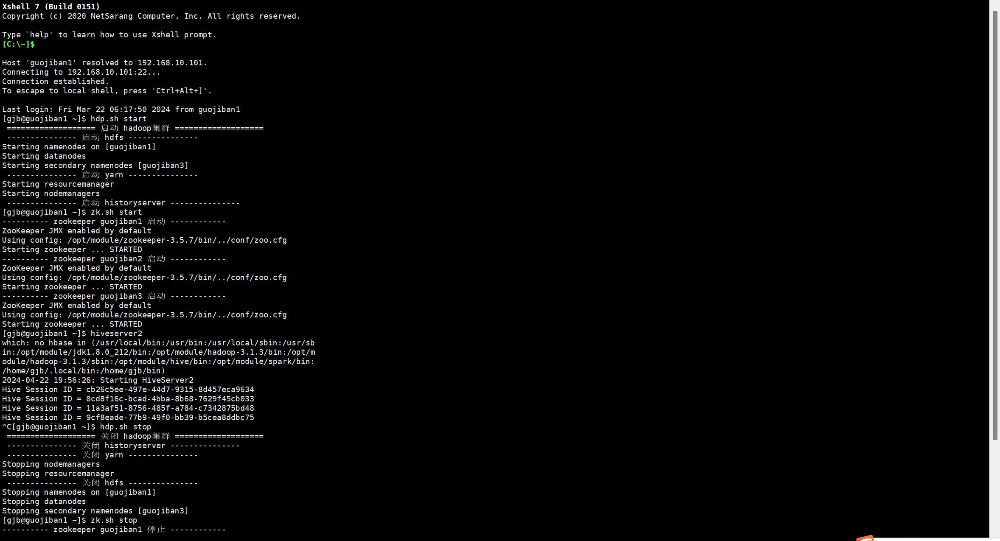 Xshell 7 (Build 0151)
Copyright (c) 2020 NetSarang Computer, Inc. All rights reserved.
Type `help' to learn how to use Xshell prompt.
[C:\~]$
Host 'guojiban1' resolved to 192.168.10.101.
Connecting to 192.168.10.101:22...
Connection established.
To escape to local shell, press 'Ctrl+Alt+]'.
Last login: Fri Mar 22 06:17:50 2024 from guojiban1
[gjb@guojiban1 ~]$ hdp.sh start
 =================== 启动 hadoop集群 ===================
 --------------- 启动 hdfs ---------------
Starting namenodes on [guojiban1]
Starting datanodes
Starting secondary namenodes [guojiban3]
 --------------- 启动 yarn ---------------
Starting resourcemanager
Starting nodemanagers
 --------------- 启动 historyserver ---------------
[gjb@guojiban1 ~]$ zk.sh start
---------- zookeeper guojiban1 启动 ------------
ZooKeeper JMX enabled by default
Using config: /opt/module/zookeeper-3.5.7/bin/../conf/zoo.cfg
Starting zookeeper ... STARTED
---------- zookeeper guojiban2 启动 ------------
ZooKeeper JMX enabled by default
Using config: /opt/module/zookeeper-3.5.7/bin/../conf/zoo.cfg
Starting zookeeper ... STARTED
---------- zookeeper guojiban3 启动 ------------
ZooKeeper JMX enabled by default
Using config: /opt/module/zookeeper-3.5.7/bin/../conf/zoo.cfg
Starting zookeeper ... STARTED
[gjb@guojiban1 ~]$ hiveserver2
which: no hbase in (/usr/local/bin:/usr/bin:/usr/local/sbin:/usr/sb
in:/opt/module/jdk1.8.0_212/bin:/opt/module/hadoop-3.1.3/bin:/opt/m
odule/hadoop-3.1.3/sbin:/opt/module/hive/bin:/opt/module/spark/bin:
/home/gjb/.local/bin:/home/gjb/bin)
2024-04-22 19:56:26: Starting HiveServer2
Hive Session ID = cb26c5ee-497e-44d7-9315-8d457eca9634
Hive Session ID = 0cd8f16c-bcad-4bba-8b68-7629f45cb033
Hive Session ID = 11a3af51-8756-485f-a784-c7342875bd48
Hive Session ID = 9cf8eade-77b9-49f0-bb39-b5cea8ddbc75
^C[gjb@guojiban1 ~]$ hdp.sh stop
 =================== 关闭 hadoop集群 ===================
 --------------- 关闭 historyserver ---------------
 --------------- 关闭 yarn ---------------
Stopping nodemanagers
Stopping resourcemanager
 --------------- 关闭 hdfs ---------------
Stopping namenodes on [guojiban1]
Stopping datanodes
Stopping secondary namenodes [guojiban3]
[gjb@guojiban1 ~]$ zk.sh stop
---------- zookeeper guojiban1 停止 ------------